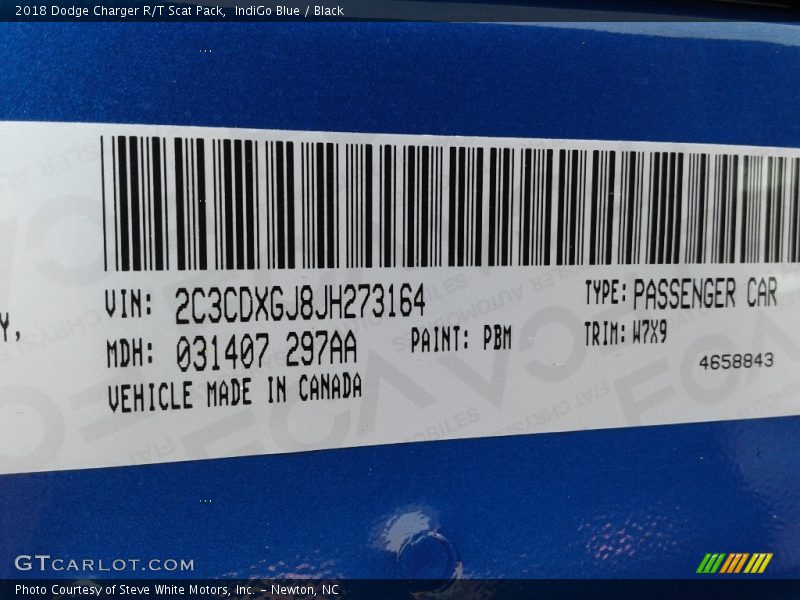 2018 Dodge Charger R/T Scat Pack,  IndiGo Blue / Black
VIN: 2C3CDXGJ8JH273164
TYPE: PASSENGER CAR
Y,
MDH: 031407 297AA
PAINT: PBM
TRIM: W7X9
4658843
VEHICLE MADE IN CANADA
GTCARLOT.COM
Photo Courtesy of Steve White Motors, Inc. – Newton, NC